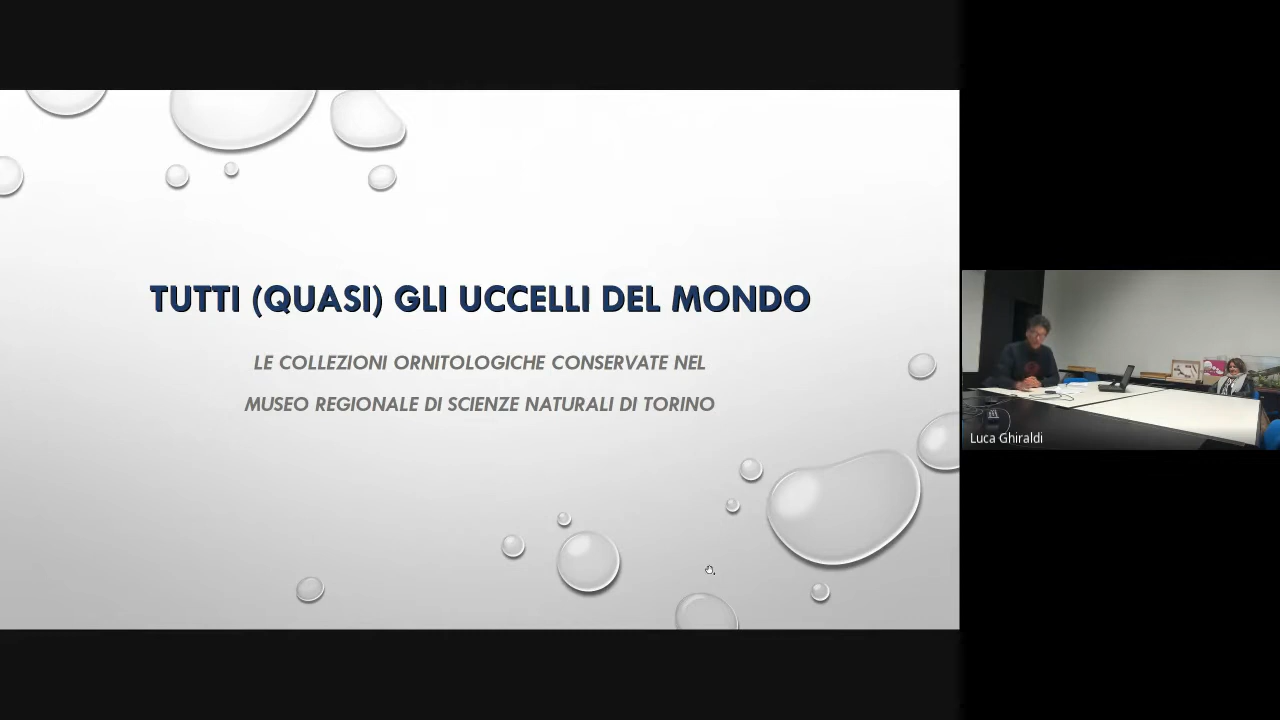 TUTTI (QUASI) GLI UCCELLI DEL MONDO
LE COLLEZIONI ORNITOLOGICHE CONSERVATE NEL
MUSEO REGIONALE DI SCIENZE NATURALI DI TORINO
Luca Ghiraldi